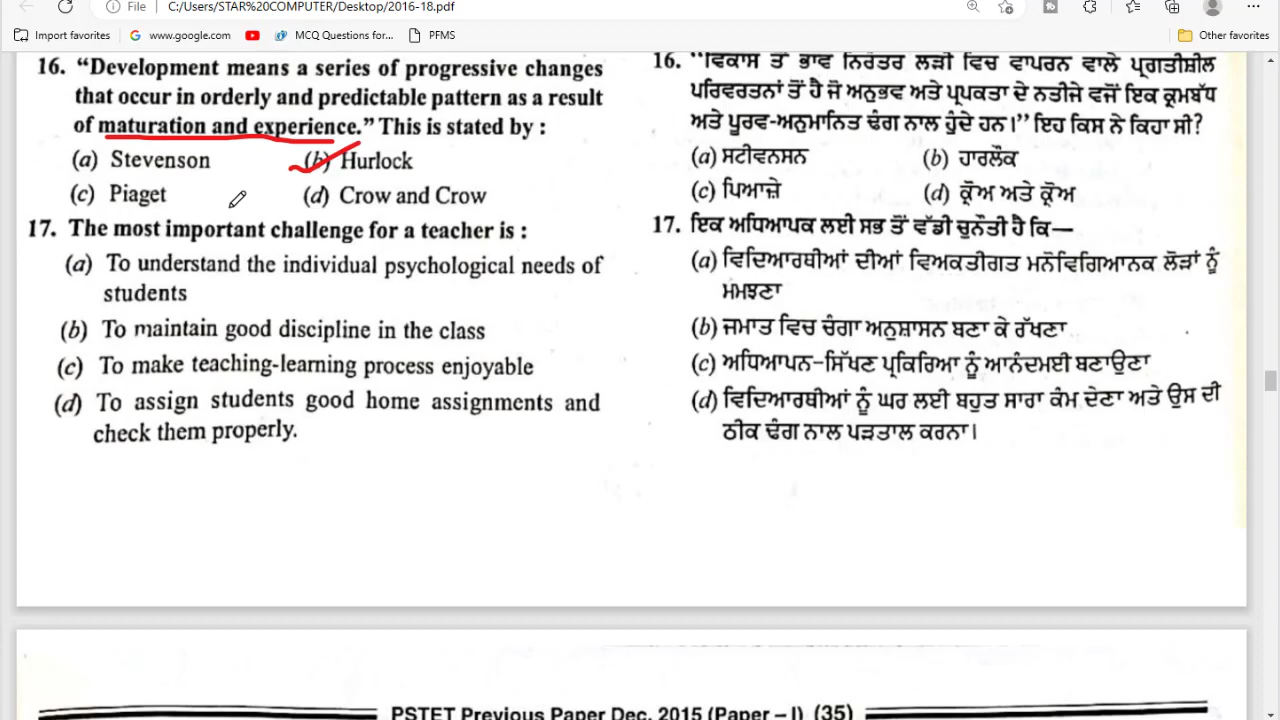 File
C:/Users/STAR%20COMPUTER/Desktop/2016-18.pdf
Import favorites
www.google.com
MCQ Questions for...
PFMS
Other favorites
16. “Development means a series of progressive changes
that occur in orderly and predictable pattern as a result
of maturation and experience.” This is stated by :
(a) Stevenson (b) Hurlock
(c) Piaget (d) Crow and Crow
17. The most important challenge for a teacher is :
(a) To understand the individual psychological needs of
students
(b) To maintain good discipline in the class
(c) To make teaching-learning process enjoyable
(d) To assign students good home assignments and
check them properly.
16. “ਵਿਕਾਸ ਤੋਂ ਭਾਵ ਨਿਰੰਤਰ ਲੜੀ ਵਿਚ ਵਾਪਰਨ ਵਾਲੇ ਪ੍ਰਗਤੀਸ਼ੀਲ
ਪਰਿਵਰਤਨਾਂ ਤੋਂ ਹੈ ਜੋ ਅਨੁਭਵ ਅਤੇ ਪ੍ਰਪਕਤਾ ਦੇ ਨਤੀਜੇ ਵਜੋਂ ਇਕ ਕ੍ਰਮਬੱਧ
ਅਤੇ ਪੂਰਵ-ਅਨੁਮਾਨਿਤ ਢੰਗ ਨਾਲ ਹੁੰਦੇ ਹਨ।” ਇਹ ਕਿਸ ਨੇ ਕਿਹਾ ਸੀ?
(a) ਸਟੀਵਨਸਨ (b) ਹਾਰਲੌਕ
(c) ਪਿਆਜ਼ੇ (d) ਕ੍ਰੋਅ ਅਤੇ ਕ੍ਰੋਅ
17. ਇਕ ਅਧਿਆਪਕ ਲਈ ਸਭ ਤੋਂ ਵੱਡੀ ਚੁਨੌਤੀ ਹੈ ਕਿ—
(a) ਵਿਦਿਆਰਥੀਆਂ ਦੀਆਂ ਵਿਅਕਤੀਗਤ ਮਨੋਵਿਗਿਆਨਕ ਲੋੜਾਂ ਨੂੰ
ਸੰਮਝਣਾ
(b) ਜਮਾਤ ਵਿਚ ਚੰਗਾ ਅਨੁਸ਼ਾਸਨ ਬਣਾ ਕੇ ਰੱਖਣਾ
(c) ਅਧਿਆਪਨ-ਸਿੱਖਣ ਪ੍ਰਕਿਰਿਆ ਨੂੰ ਆਨੰਦਮਈ ਬਣਾਉਣਾ
(d) ਵਿਦਿਆਰਥੀਆਂ ਨੂੰ ਘਰ ਲਈ ਬਹੁਤ ਸਾਰਾ ਕੰਮ ਦੇਣਾ ਅਤੇ ਉਸ ਦੀ
ਠੀਕ ਢੰਗ ਨਾਲ ਪੜਤਾਲ ਕਰਨਾ।
PSTET Previous Paper Dec. 2015 (Paper – I) (35)